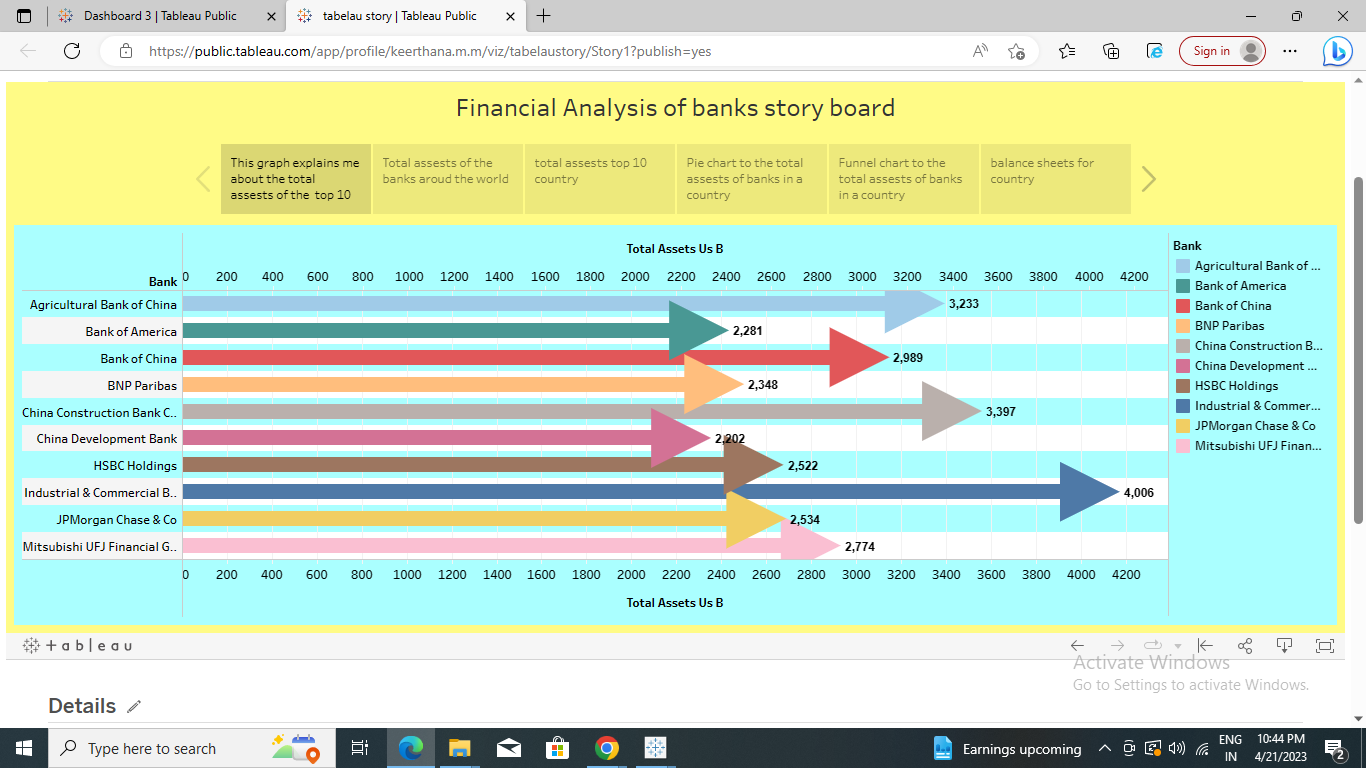 Dashboard 3 | Tableau Public
tabelau story | Tableau Public
https://public.tableau.com/app/profile/keerthana.m.m/viz/tabelaustory/Story1?publish=yes
Sign in
Financial Analysis of banks story board
This graph explains me
about the total
assests of the top 10
Total assests of the
banks aroud the world
total assests top 10
country
Pie chart to the total
assests of banks in a
country
Funnel chart to the
total assests of banks
in a country
balance sheets for
country
Total Assets Us B
Bank
0 200 400 600 800 1000 1200 1400 1600 1800 2000 2200 2400 2600 2800 3000 3200 3400 3600 3800 4000 4200
Agricultural Bank of China 3,233
Bank of America 2,281
Bank of China 2,989
BNP Paribas 2,348
China Construction Bank C.. 3,397
China Development Bank 2,202
HSBC Holdings 2,522
Industrial & Commercial B.. 4,006
JPMorgan Chase & Co 2,534
Mitsubishi UFJ Financial G.. 2,774
0 200 400 600 800 1000 1200 1400 1600 1800 2000 2200 2400 2600 2800 3000 3200 3400 3600 3800 4000 4200
Total Assets Us B
Bank
Agricultural Bank of ...
Bank of America
Bank of China
BNP Paribas
China Construction B...
China Development ...
HSBC Holdings
Industrial & Commer...
JPMorgan Chase & Co
Mitsubishi UFJ Finan...
+ a b l e a u
Activate Windows
Go to Settings to activate Windows.
Details
Type here to search
Earnings upcoming
ENG
IN
10:44 PM
4/21/2023
2